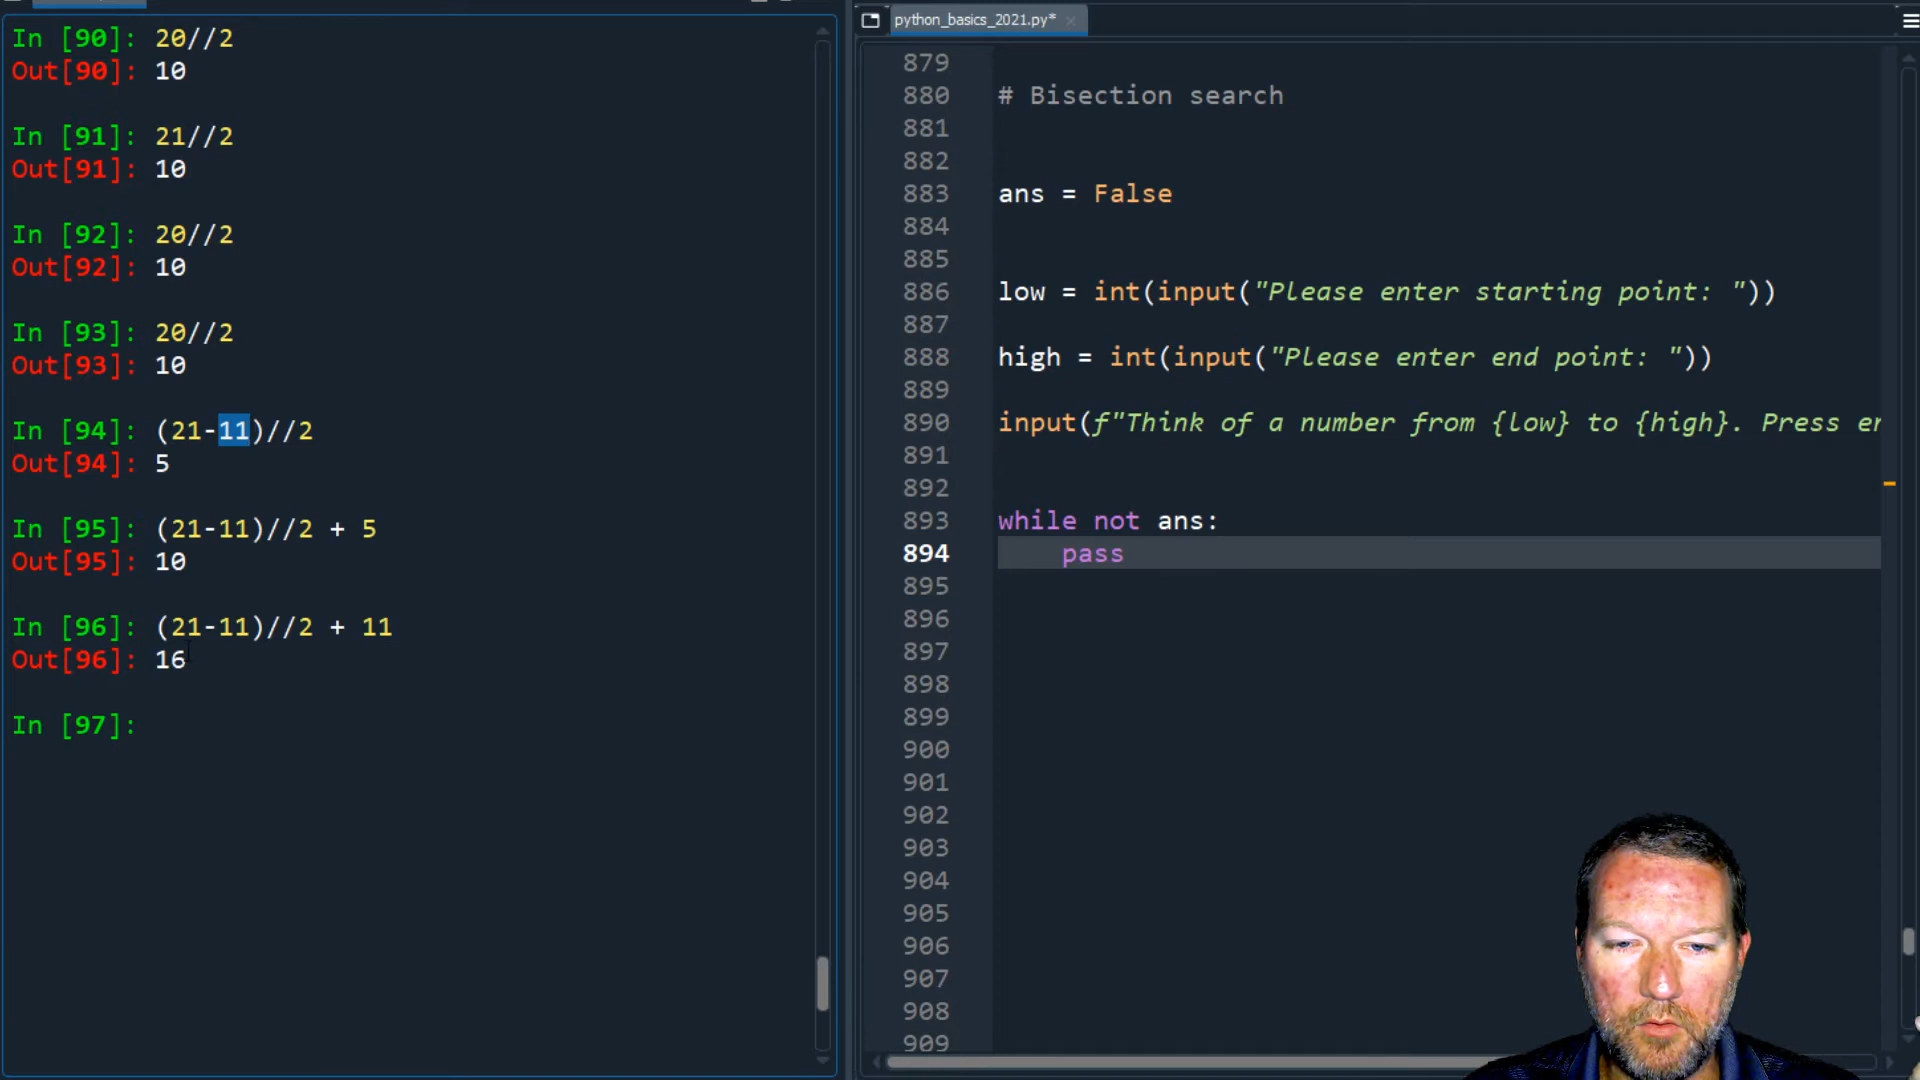 In [90]: 20//2
Out[90]: 10
In [91]: 21//2
Out[91]: 10
In [92]: 20//2
Out[92]: 10
In [93]: 20//2
Out[93]: 10
In [94]: (21-11)//2
Out[94]: 5
In [95]: (21-11)//2 + 5
Out[95]: 10
In [96]: (21-11)//2 + 11
Out[96]: 16
In [97]:
python_basics_2021.py*
879
880 # Bisection search
881
882
883 ans = False
884
885
886 low = int(input("Please enter starting point: "))
887
888 high = int(input("Please enter end point: "))
889
890 input(f"Think of a number from {low} to {high}. Press er
891
892
893 while not ans:
894 pass
895
896
897
898
899
900
901
902
903
904
905
906
907
908
909